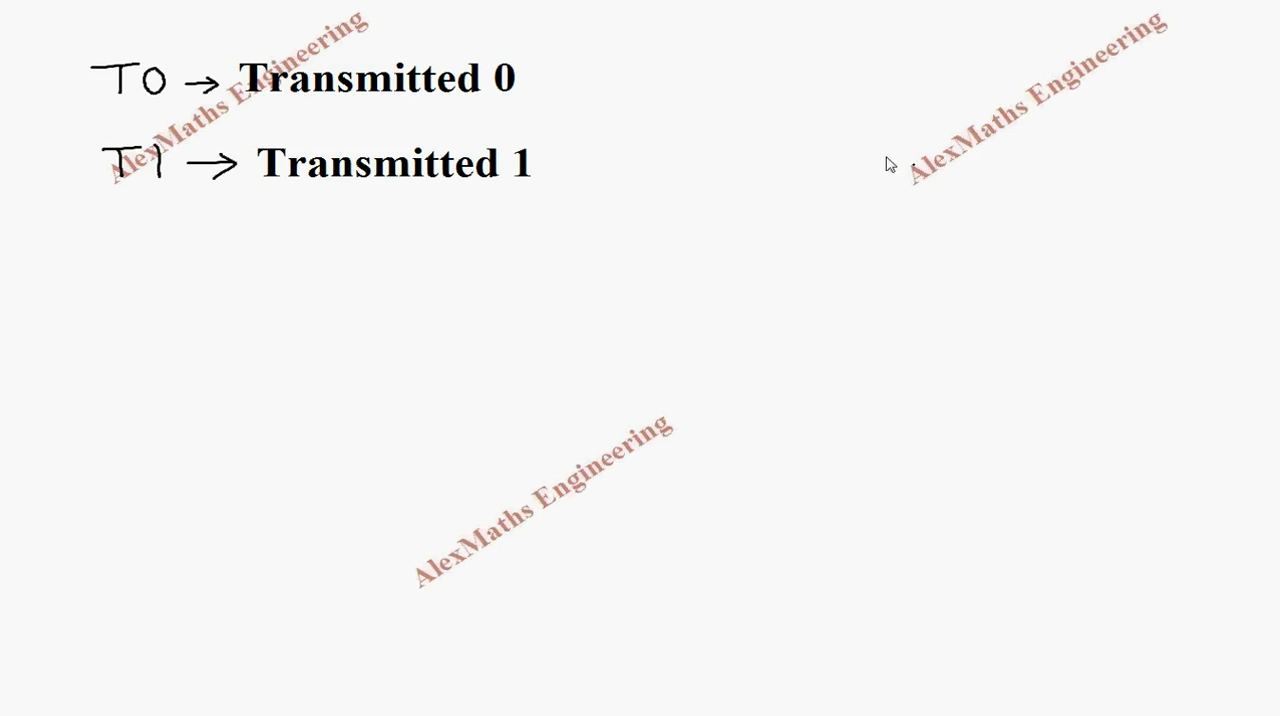 T0 → Transmitted 0
T1 → Transmitted 1
AlexMaths Engineering
AlexMaths Engineering
AlexMaths Engineering